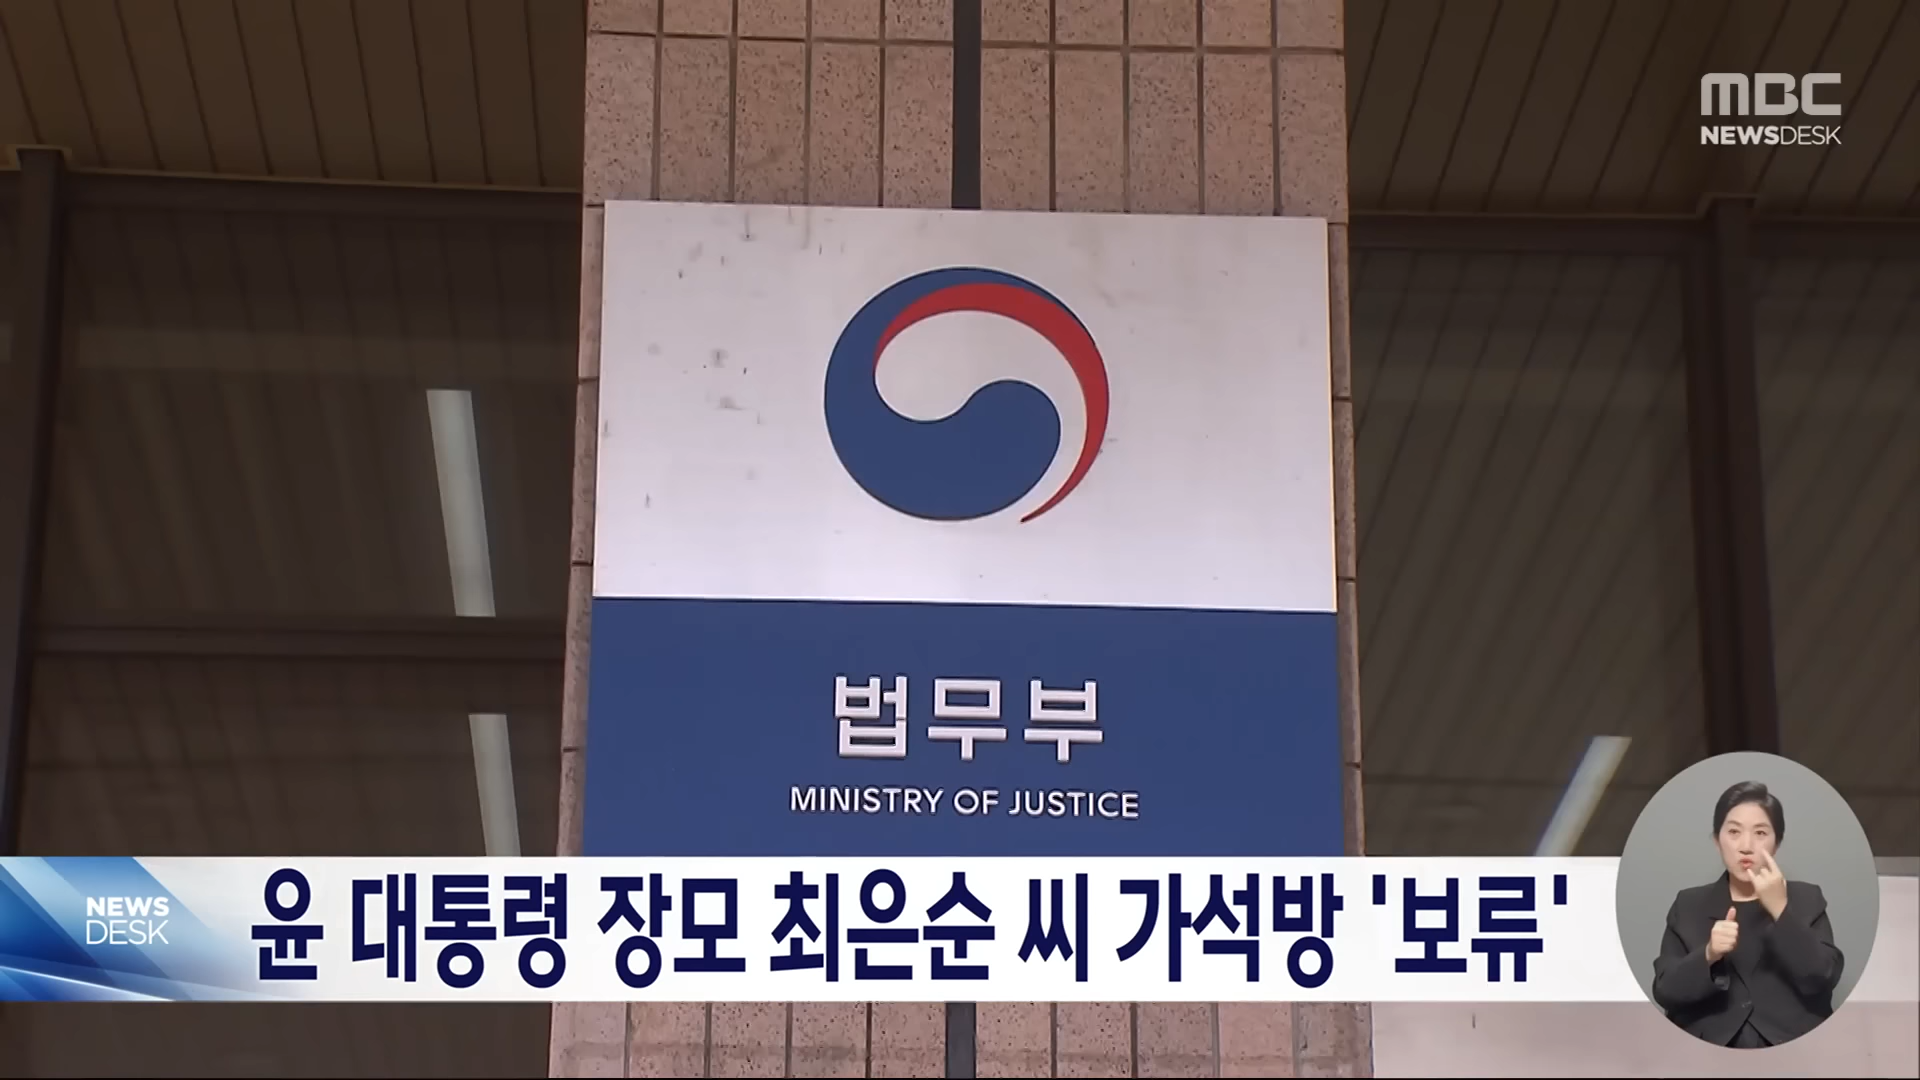 MBC
NEWSDESK
법무부
MINISTRY OF JUSTICE
NEWS
DESK
윤 대통령 장모 최은순 씨 가석방 '보류'